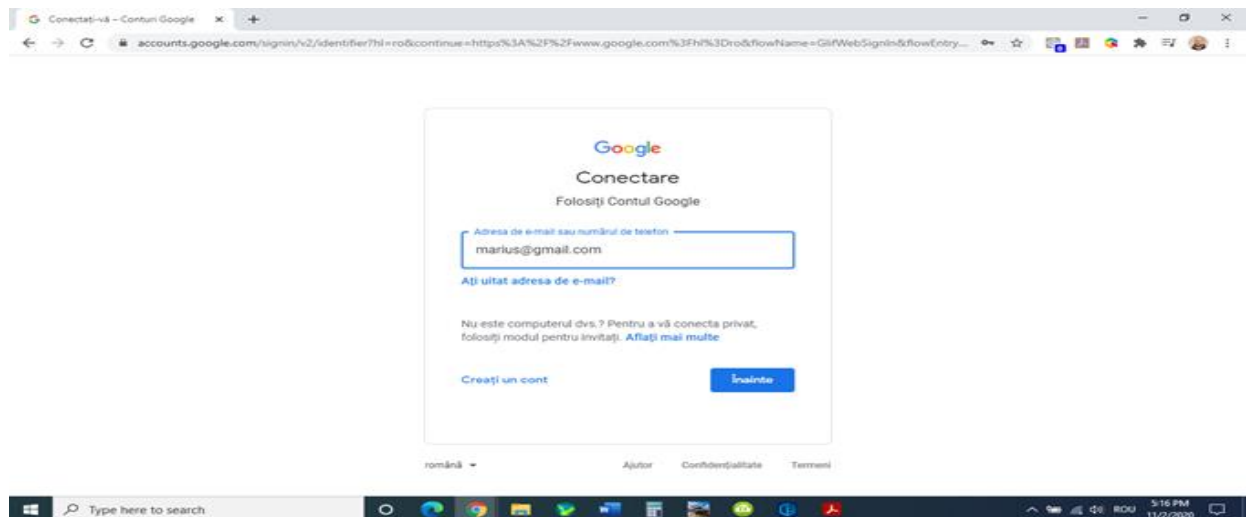 Conectați-vă – Conturi Google
accounts.google.com/signin/v2/identifier?hl=ro&continue=https%3A%2F%2Fwww.google.com%3Fhl%3Dro&flowName=GlifWebSignIn&flowEntry...
Google
Conectare
Folosiți Contul Google
Adresa de e-mail sau numărul de telefon
marius@gmail.com
Ați uitat adresa de e-mail?
Nu este computerul dvs.? Pentru a vă conecta privat,
folosiți modul pentru invitați. Aflați mai multe
Creați un cont Înainte
română Ajutor Confidențialitate Termeni
Type here to search ROU 5:16 PM
11/2/2020